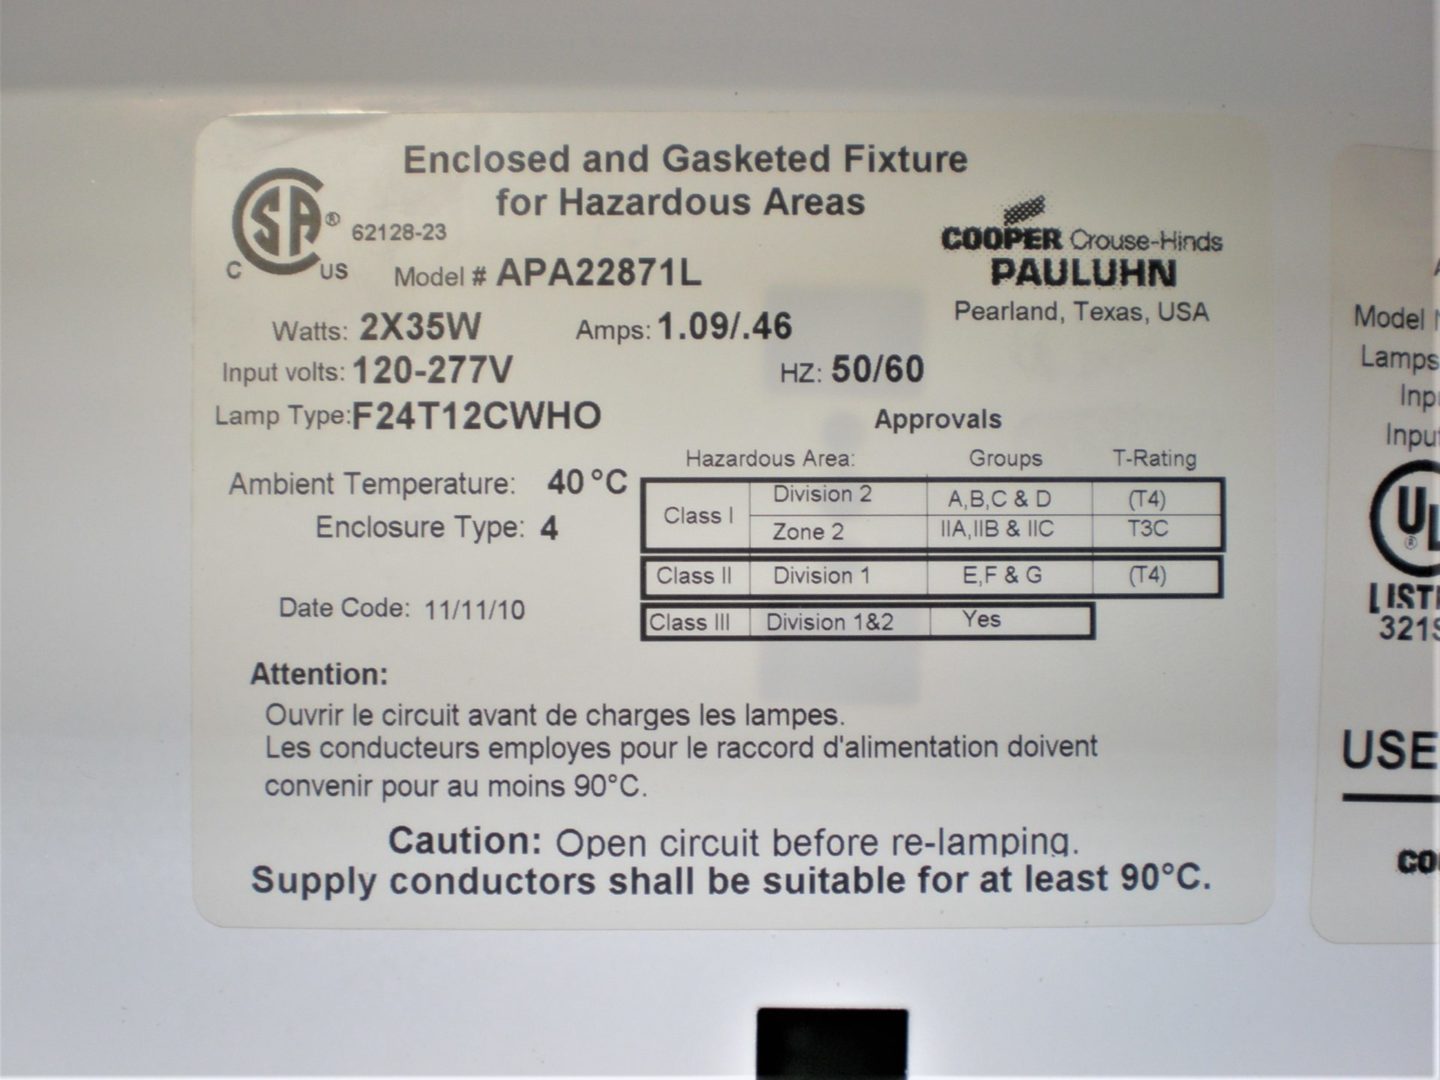 Enclosed and Gasketed Fixture
for Hazardous Areas
CSA® 62128-23
C US
Model # APA22871L
COOPER Crouse-Hinds
PAULUHN
Pearland, Texas, USA
Watts: 2X35W Amps: 1.09/.46
Input volts: 120-277V HZ: 50/60
Lamp Type: F24T12CWHO
Approvals
Hazardous Area: Groups T-Rating
Ambient Temperature: 40°C
Enclosure Type: 4
Class I Division 2 A,B,C & D (T4)
Zone 2 IIA,IIB & IIC T3C
Class II Division 1 E,F & G (T4)
Class III Division 1&2 Yes
Date Code: 11/11/10
Attention:
Ouvrir le circuit avant de charges les lampes.
Les conducteurs employes pour le raccord d'alimentation doivent
convenir pour au moins 90°C.
Caution: Open circuit before re-lamping.
Supply conductors shall be suitable for at least 90°C.
Model
Lamps
UL
®
USE